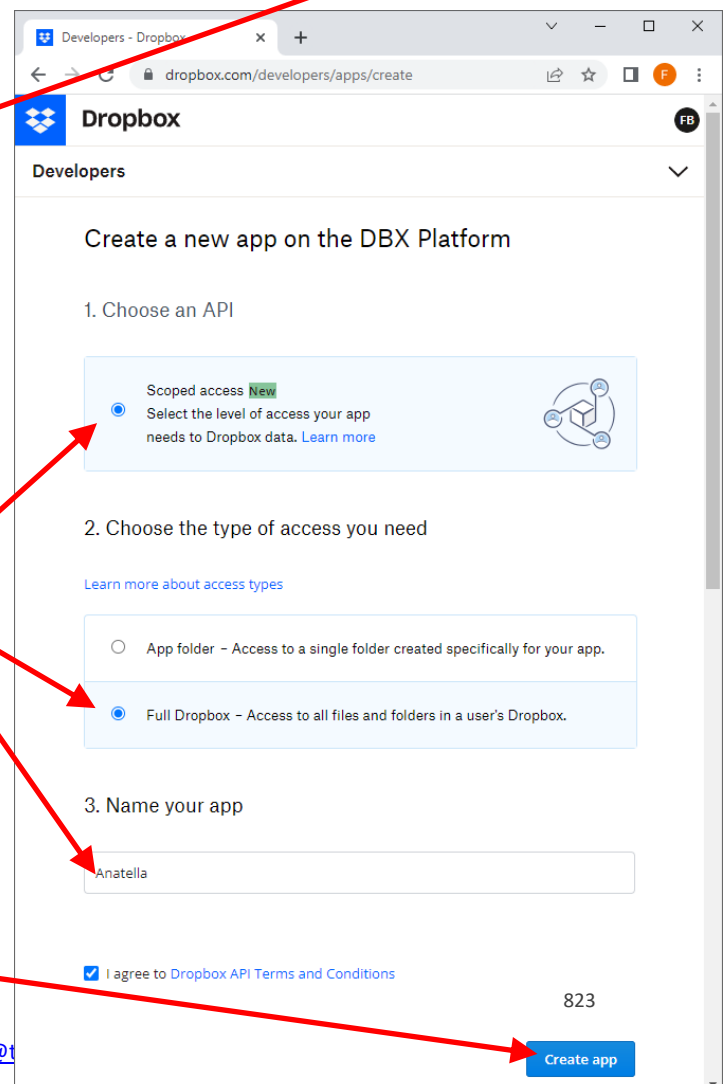 Developers - Dropbox
dropbox.com/developers/apps/create
F
Dropbox
FB
Developers
Create a new app on the DBX Platform
1. Choose an API
Scoped access New
Select the level of access your app
needs to Dropbox data. Learn more
2. Choose the type of access you need
Learn more about access types
App folder – Access to a single folder created specifically for your app.
Full Dropbox – Access to all files and folders in a user's Dropbox.
3. Name your app
Anatella
I agree to Dropbox API Terms and Conditions
823
@t
Create app